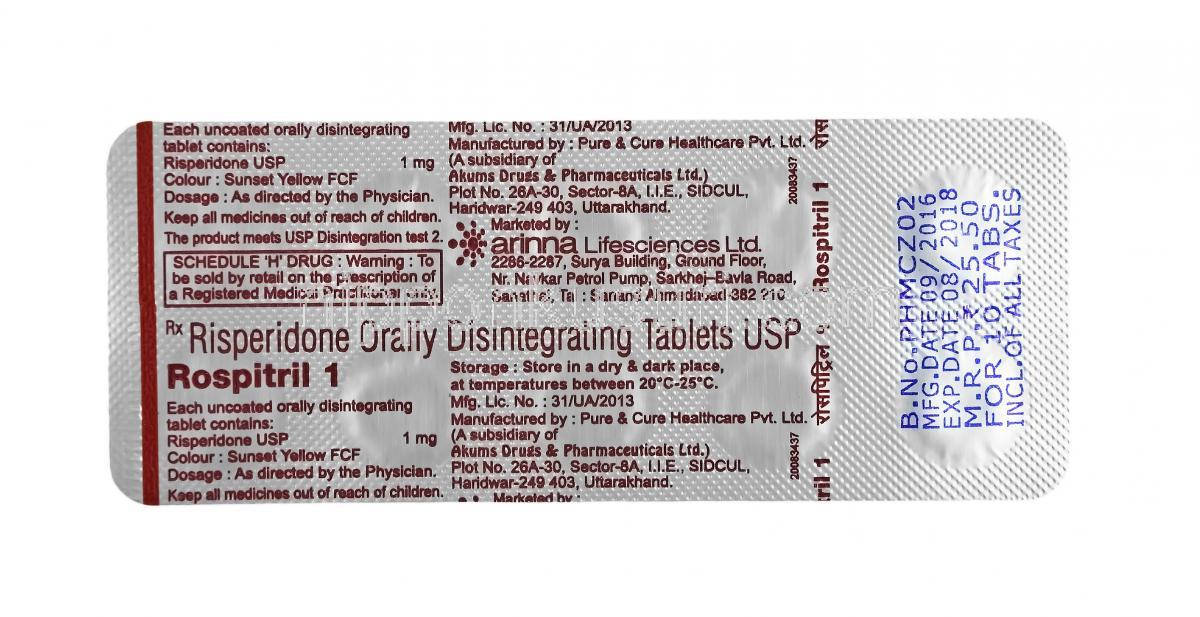 Each uncoated orally disintegrating
tablet contains:
Risperidone USP 1 mg
Colour : Sunset Yellow FCF
Dosage : As directed by the Physician.
Keep all medicines out of reach of children.
The product meets USP Disintegration test 2.
SCHEDULE 'H' DRUG : Warning : To
be sold by retail on the prescription of
a Registered Medical Practitioner only.
Mfg. Lic. No. : 31/UA/2013
Manufactured by : Pure & Cure Healthcare Pvt. Ltd.
(A subsidiary of
Akums Drugs & Pharmaceuticals Ltd.)
Plot No. 26A-30, Sector-8A, I.I.E., SIDCUL,
Haridwar-249 403, Uttarakhand.
Marketed by :
arinna Lifesciences Ltd.
2286-2287, Surya Building, Ground Floor,
Nr. Navkar Petrol Pump, Sarkhej-Bavla Road,
Sanathal, Tal : Sanand Ahmedabad-382 210
20083437
Rx Risperidone Orally Disintegrating Tablets USP
Rospitril 1
Each uncoated orally disintegrating
tablet contains:
Risperidone USP 1 mg
Colour : Sunset Yellow FCF
Dosage : As directed by the Physician.
Keep all medicines out of reach of children.
Storage : Store in a dry & dark place,
at temperatures between 20°C-25°C.
Mfg. Lic. No. : 31/UA/2013
Manufactured by : Pure & Cure Healthcare Pvt. Ltd.
(A subsidiary of
Akums Drugs & Pharmaceuticals Ltd.)
Plot No. 26A-30, Sector-8A, I.I.E., SIDCUL,
Haridwar-249 403, Uttarakhand.
Marketed by :
20083437
tril 1 रोसपिट्रिल १ Rospitril 1 रोस
B.No.PHMCZ02
MFG.DATE09/2016
EXP.DATE08/2018
M.R.P.₹ 25.50
FOR 10 TABS.
INCL.OF ALL TAXES